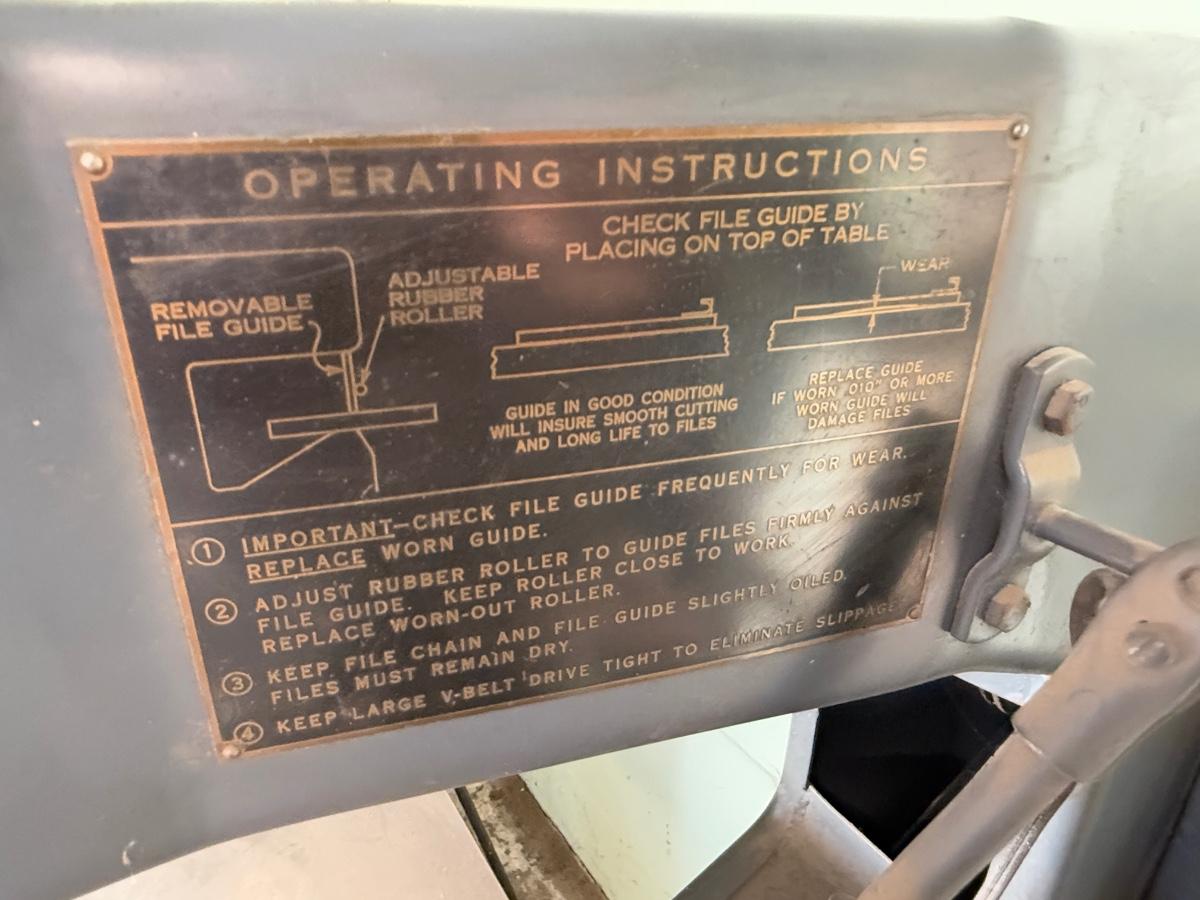 OPERATING INSTRUCTIONS
CHECK FILE GUIDE BY
PLACING ON TOP OF TABLE
REMOVABLE
FILE GUIDE
ADJUSTABLE
RUBBER
ROLLER
WEAR
GUIDE IN GOOD CONDITION
WILL INSURE SMOOTH CUTTING
AND LONG LIFE TO FILES
REPLACE GUIDE
IF WORN .010" OR MORE
WORN GUIDE WILL
DAMAGE FILES
1 IMPORTANT—CHECK FILE GUIDE FREQUENTLY FOR WEAR.
REPLACE WORN GUIDE.
2 ADJUST RUBBER ROLLER TO GUIDE FILES FIRMLY AGAINST
FILE GUIDE. KEEP ROLLER CLOSE TO WORK.
REPLACE WORN-OUT ROLLER.
3 KEEP FILE CHAIN AND FILE GUIDE SLIGHTLY OILED.
FILES MUST REMAIN DRY.
4 KEEP LARGE V-BELT DRIVE TIGHT TO ELIMINATE SLIPPAGE.